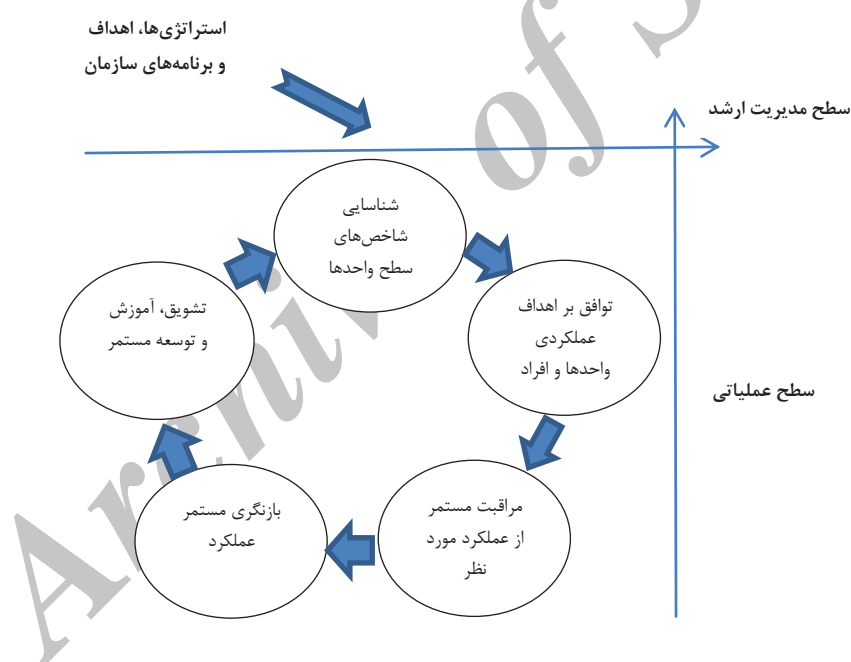 استراتژی‌ها، اهداف
و برنامه‌های سازمان
سطح مدیریت ارشد
شناسایی
شاخص‌های
سطح واحدها
توافق بر اهداف
عملکردی
واحدها و افراد
سطح عملیاتی
مراقبت مستمر
از عملکرد مورد
نظر
بازنگری مستمر
عملکرد
تشویق، آموزش
و توسعه مستمر
of S